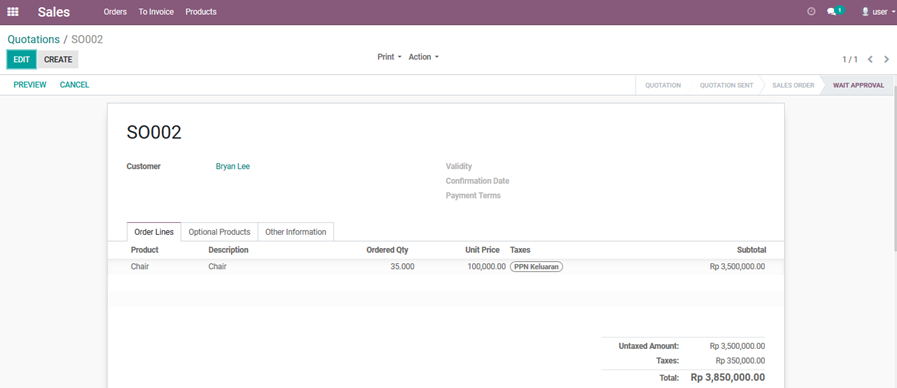 Sales Orders To Invoice Products 1 user
Quotations / SO002
EDIT CREATE Print Action 1 / 1
PREVIEW CANCEL QUOTATION QUOTATION SENT SALES ORDER WAIT APPROVAL
SO002
Customer Bryan Lee Validity
Confirmation Date
Payment Terms
Order Lines Optional Products Other Information
Product Description Ordered Qty Unit Price Taxes Subtotal
Chair Chair 35.000 100,000.00 PPN Keluaran Rp 3,500,000.00
Untaxed Amount: Rp 3,500,000.00
Taxes: Rp 350,000.00
Total: Rp 3,850,000.00